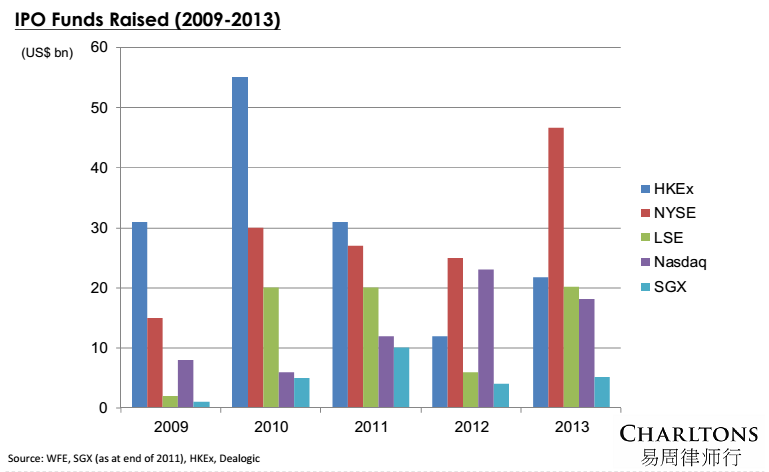 IPO Funds Raised (2009-2013)
(US$ bn)
60
50
40
30
20
10
0
2009 2010 2011 2012 2013
HKEx
NYSE
LSE
Nasdaq
SGX
Source: WFE, SGX (as at end of 2011), HKEx, Dealogic
CHARLTONS
易周律师行